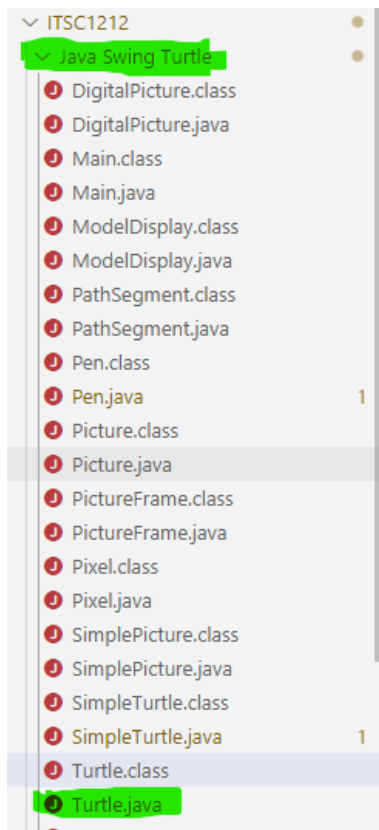 ITSC1212
Java Swing Turtle
DigitalPicture.class
DigitalPicture.java
Main.class
Main.java
ModelDisplay.class
ModelDisplay.java
PathSegment.class
PathSegment.java
Pen.class
Pen.java 1
Picture.class
Picture.java
PictureFrame.class
PictureFrame.java
Pixel.class
Pixel.java
SimplePicture.class
SimplePicture.java
SimpleTurtle.class
SimpleTurtle.java 1
Turtle.class
Turtle.java